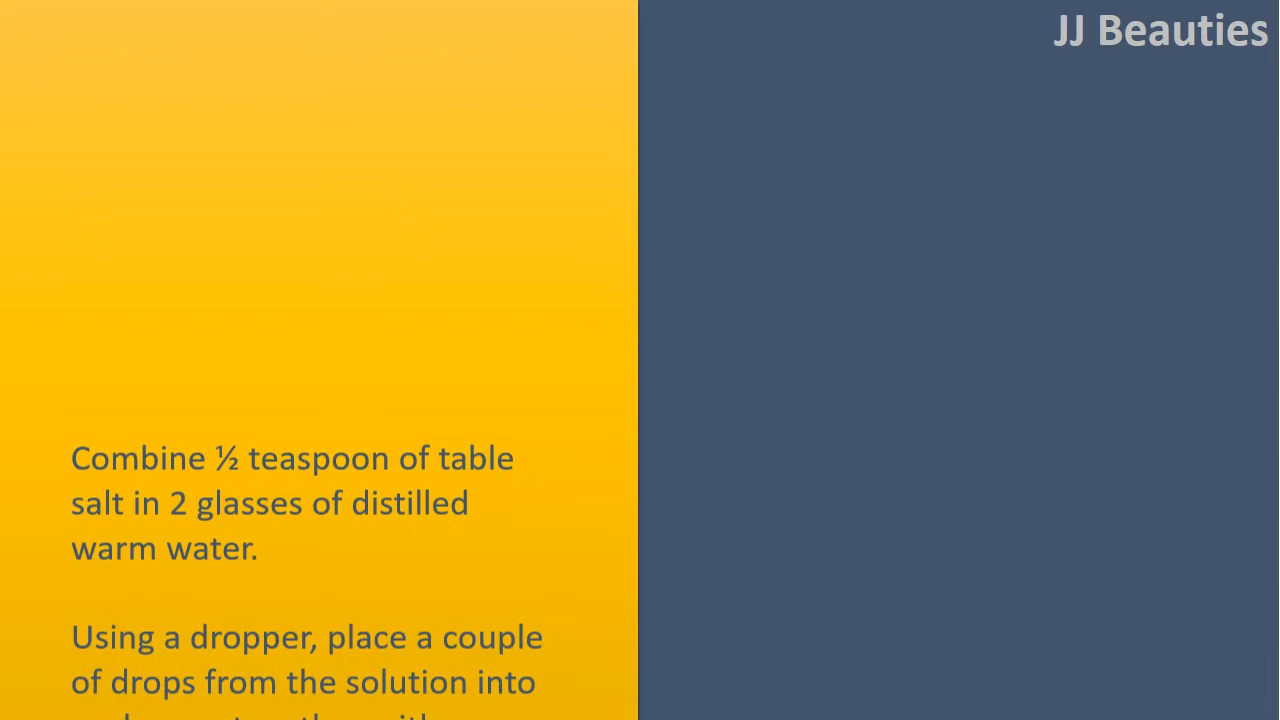 JJ Beauties
Combine ½ teaspoon of table
salt in 2 glasses of distilled
warm water.
Using a dropper, place a couple
of drops from the solution into